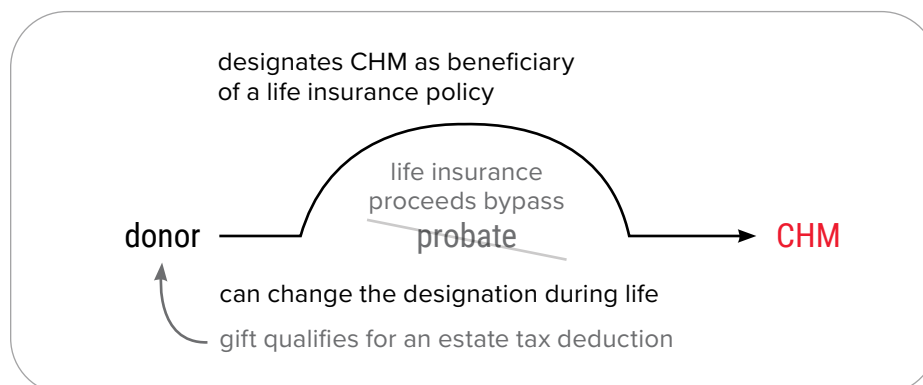 designates CHM as beneficiary
of a life insurance policy
life insurance
proceeds bypass
donor
probate
CHM
can change the designation during life
gift qualifies for an estate tax deduction